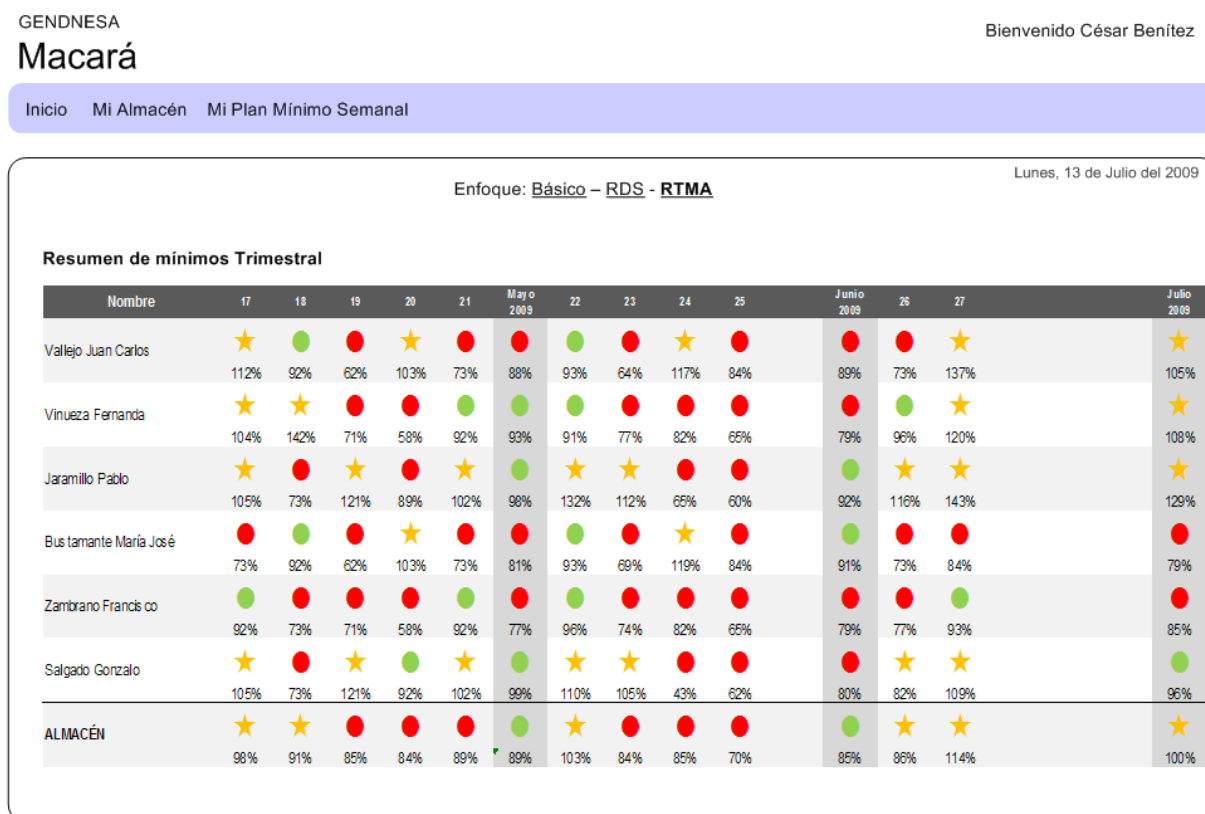 GENDNESA
Bienvenido César Benítez
Macará
Inicio Mi Almacén Mi Plan Mínimo Semanal
Lunes, 13 de Julio del 2009
Enfoque: Básico – RDS - RTMA
Resumen de mínimos Trimestral
Nombre 17 18 19 20 21 Mayo 2009 22 23 24 25 Junio 2009 26 27 Julio 2009
Vallejo Juan Carlos
112% 92% 62% 103% 73% 88% 93% 64% 117% 84% 89% 73% 137% 105%
Vinueza Fernanda
104% 142% 71% 58% 92% 93% 91% 77% 82% 65% 79% 96% 120% 108%
Jaramillo Pablo
105% 73% 121% 89% 102% 98% 132% 112% 65% 60% 92% 116% 143% 129%
Bustamante María José
73% 92% 62% 103% 73% 81% 93% 69% 119% 84% 91% 73% 84% 79%
Zambrano Francisco
92% 73% 71% 58% 92% 77% 96% 74% 82% 65% 79% 77% 93% 85%
Salgado Gonzalo
105% 73% 121% 92% 102% 99% 110% 105% 43% 62% 80% 82% 109% 96%
ALMACÉN
98% 91% 85% 84% 89% 89% 103% 84% 85% 70% 85% 86% 114% 100%